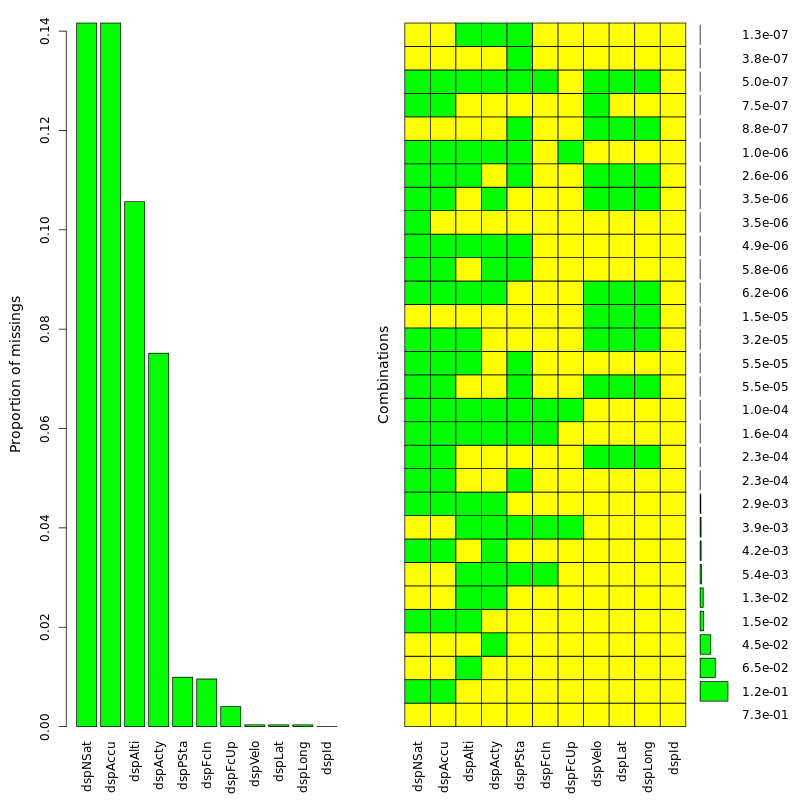 Proportion of missings
0.14
0.12
0.10
0.08
0.06
0.04
0.02
0.00
dspNSat
dspAccu
dspAlti
dspActy
dspPSta
dspFcIn
dspFcUp
dspVelo
dspLat
dspLong
dspId
Combinations
dspNSat
dspAccu
dspAlti
dspActy
dspPSta
dspFcIn
dspFcUp
dspVelo
dspLat
dspLong
dspId
1.3e-07
3.8e-07
5.0e-07
7.5e-07
8.8e-07
1.0e-06
2.6e-06
3.5e-06
3.5e-06
4.9e-06
5.8e-06
6.2e-06
1.5e-05
3.2e-05
5.5e-05
5.5e-05
1.0e-04
1.6e-04
2.3e-04
2.3e-04
2.9e-03
3.9e-03
4.2e-03
5.4e-03
1.3e-02
1.5e-02
4.5e-02
6.5e-02
1.2e-01
7.3e-01